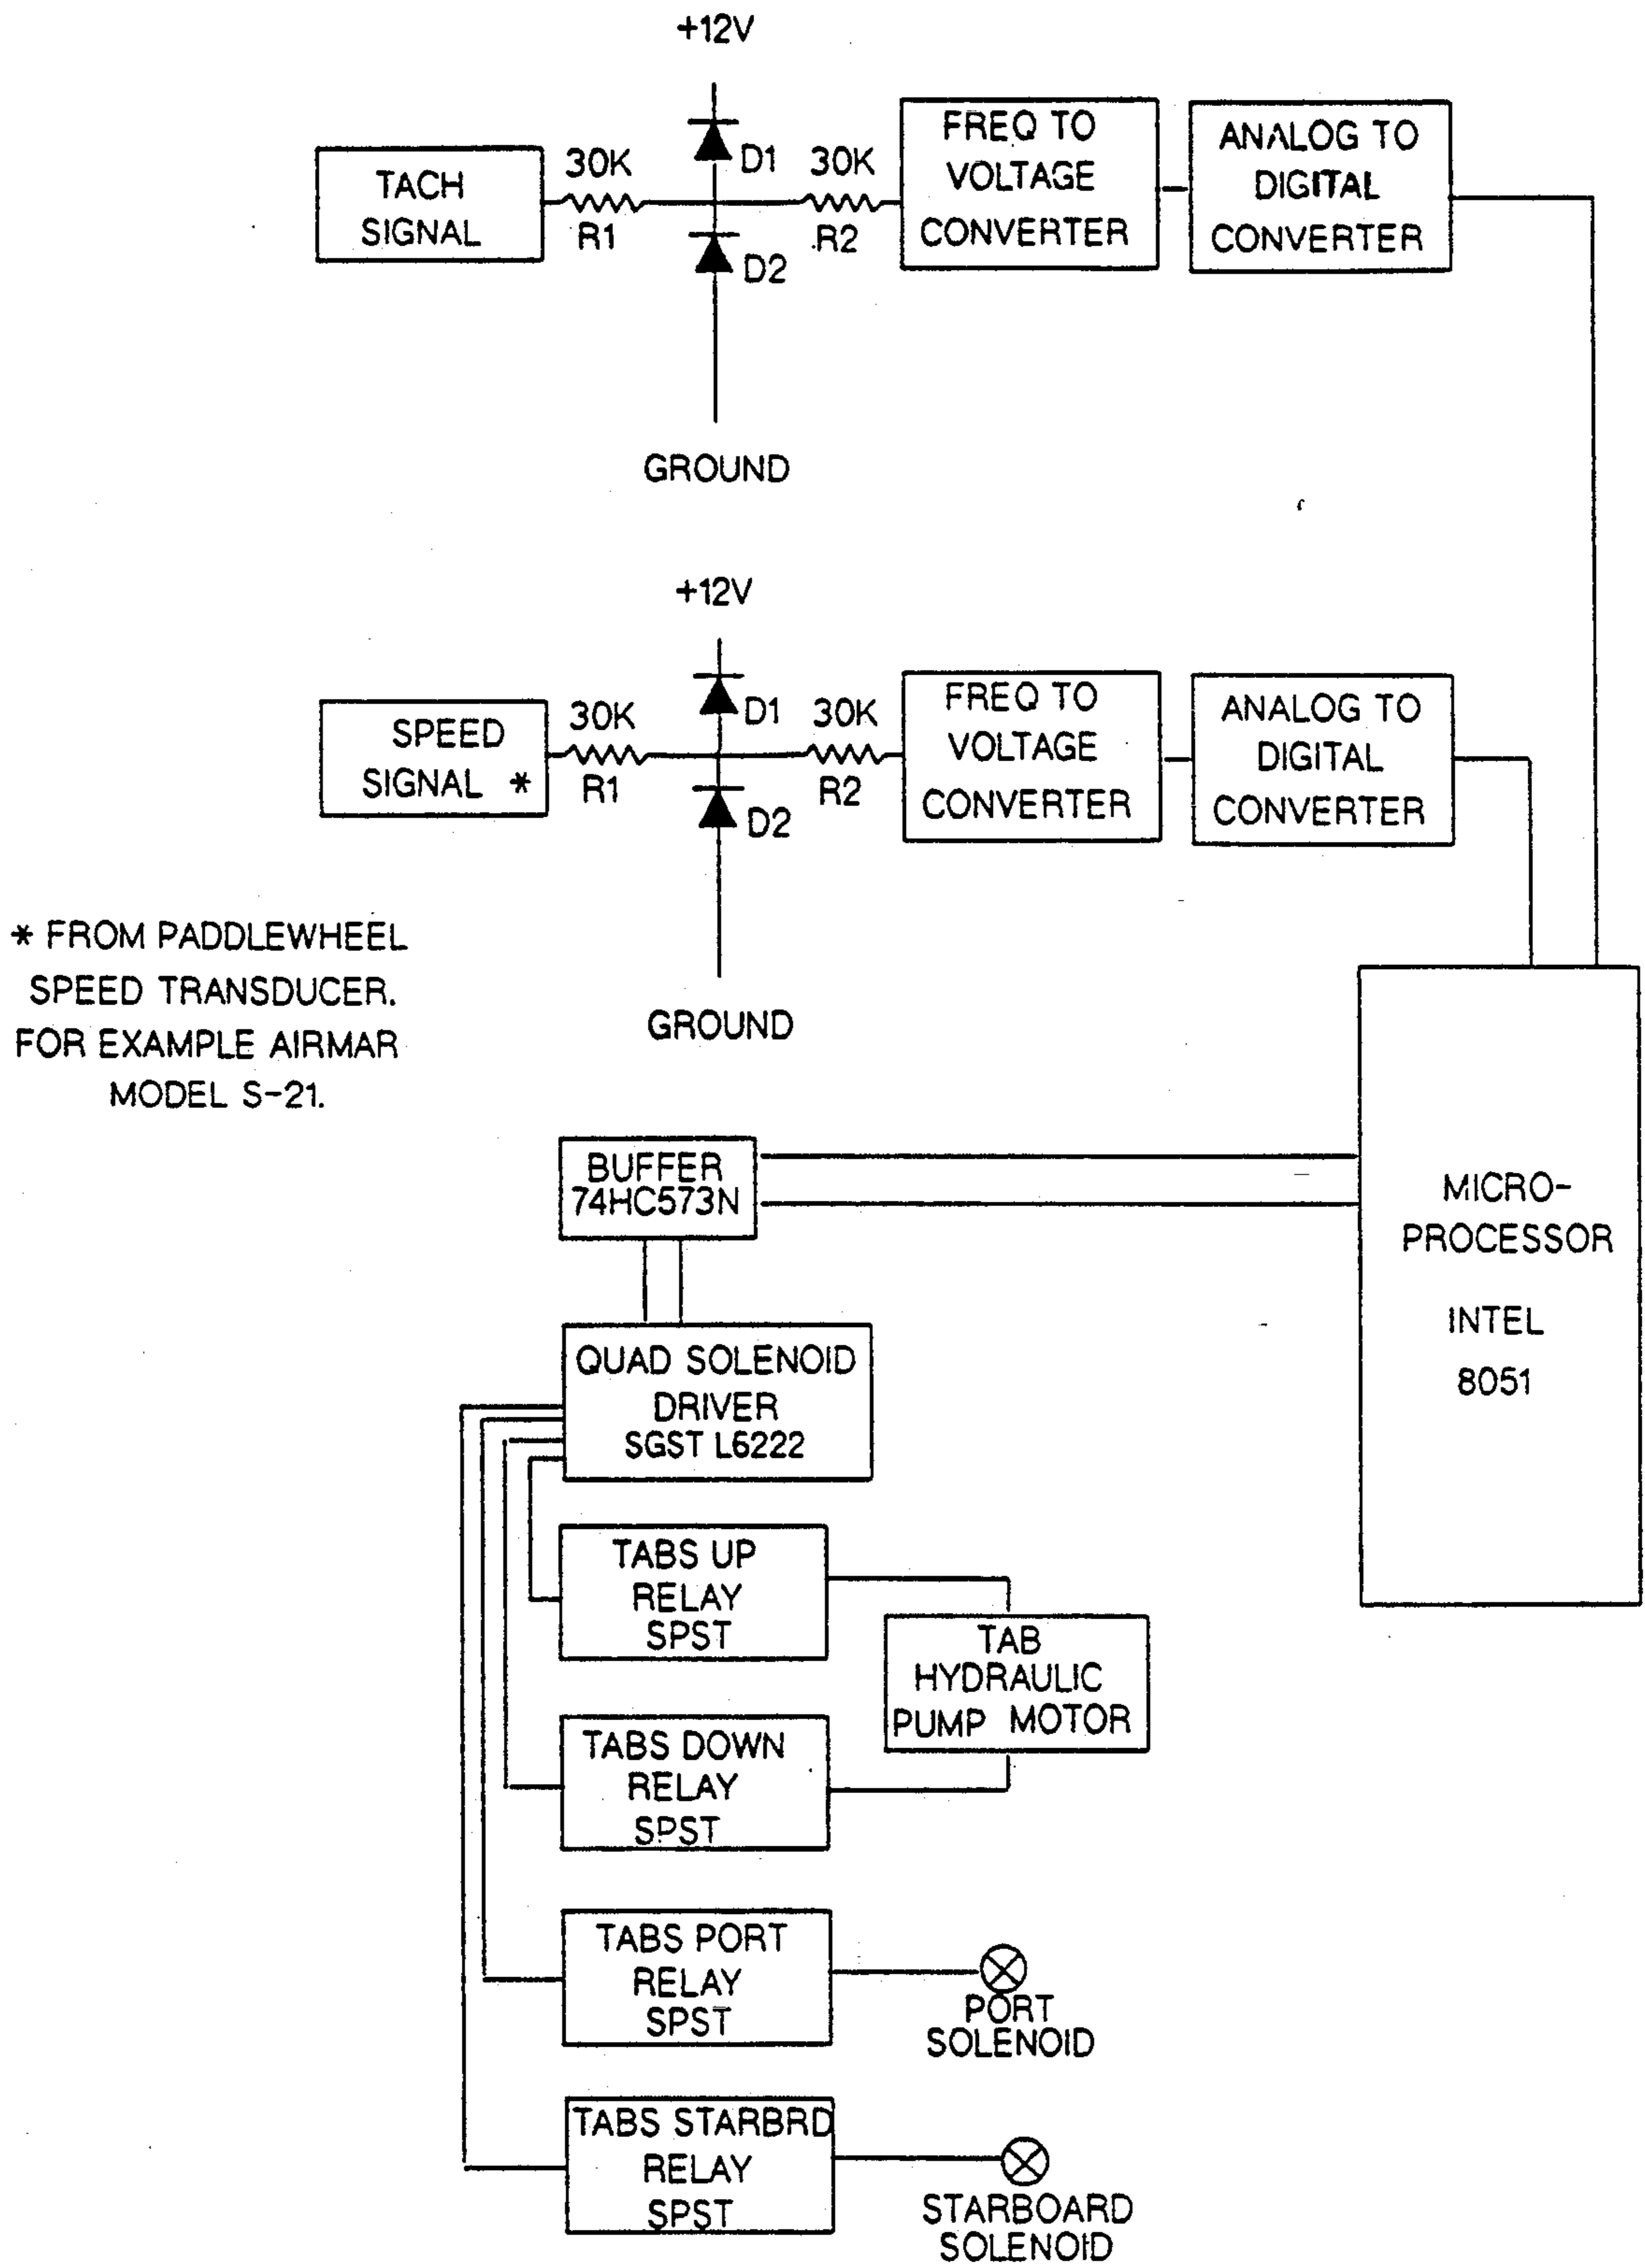 +12V
TACH
SIGNAL
30K
R1
D1
D2
30K
R2
FREQ TO
VOLTAGE
CONVERTER
ANALOG TO
DIGITAL
CONVERTER
GROUND
+12V
SPEED
SIGNAL *
30K
R1
D1
D2
30K
R2
FREQ TO
VOLTAGE
CONVERTER
ANALOG TO
DIGITAL
CONVERTER
GROUND
* FROM PADDLEWHEEL
SPEED TRANSDUCER.
FOR EXAMPLE AIRMAR
MODEL S-21.
BUFFER
74HC573N
MICRO-
PROCESSOR
INTEL
8051
QUAD SOLENOID
DRIVER
SGST L6222
TABS UP
RELAY
SPST
TAB
HYDRAULIC
PUMP MOTOR
TABS DOWN
RELAY
SPST
TABS PORT
RELAY
SPST
PORT
SOLENOID
TABS STARBRD
RELAY
SPST
STARBOARD
SOLENOID